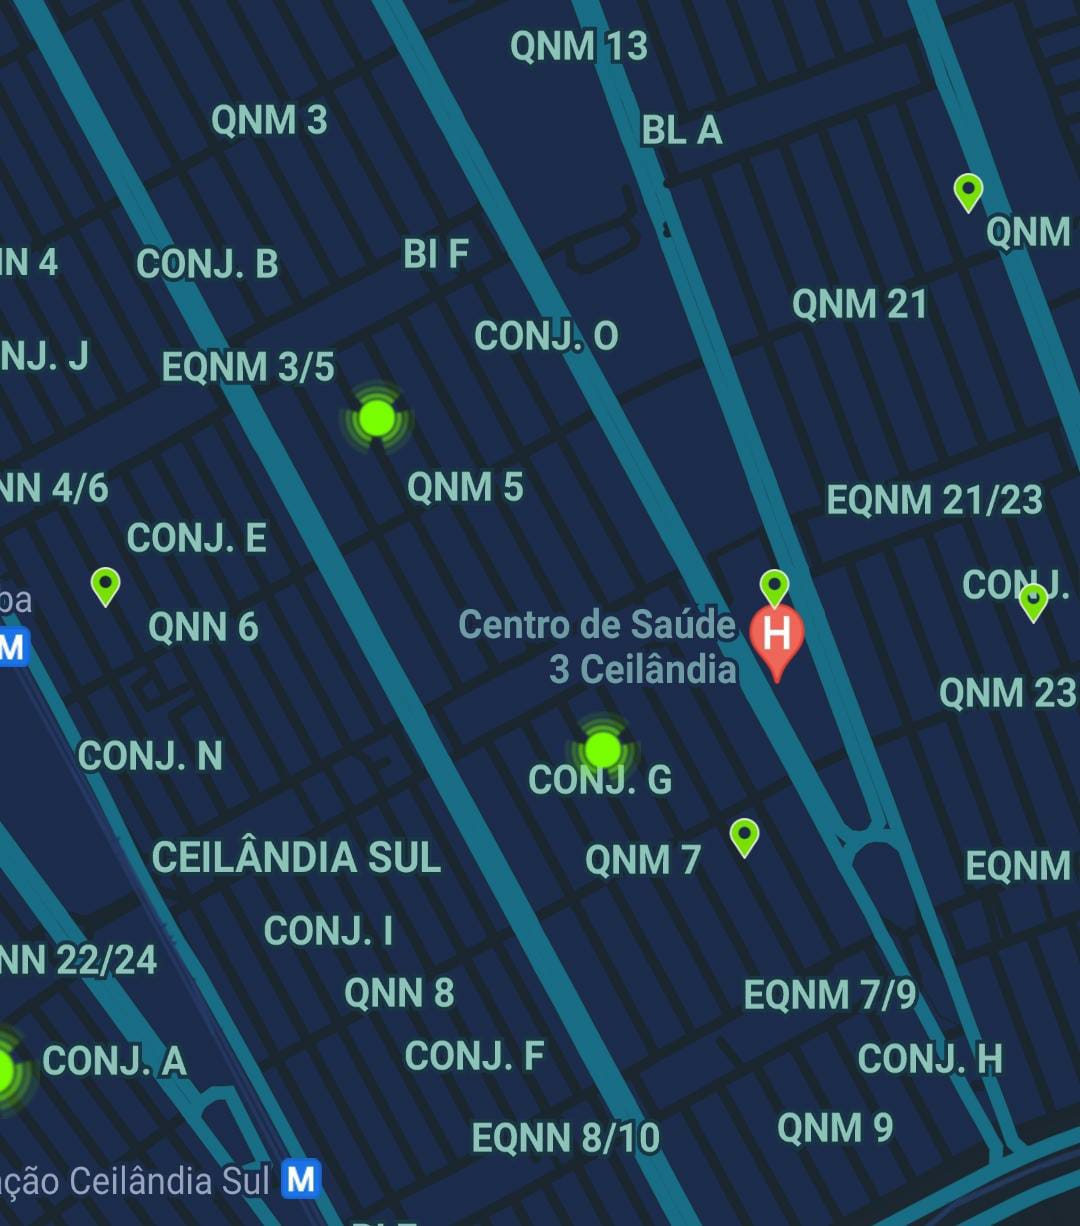 QNM 13
QNM 3
BL A
QNM
NN 4
CONJ. B
BI F
QNM 21
CONJ. O
NJ. J
EQNM 3/5
NN 4/6
QNM 5
EQNM 21/23
CONJ. E
CONJ.
ba
M
QNN 6
Centro de Saúde
3 Ceilândia
H
QNM 23
CONJ. N
CONJ. G
CEILÂNDIA SUL
QNM 7
EQNM
CONJ. I
NN 22/24
QNN 8
EQNM 7/9
CONJ. A
CONJ. F
CONJ. H
EQNN 8/10
QNM 9
ação Ceilândia Sul
M